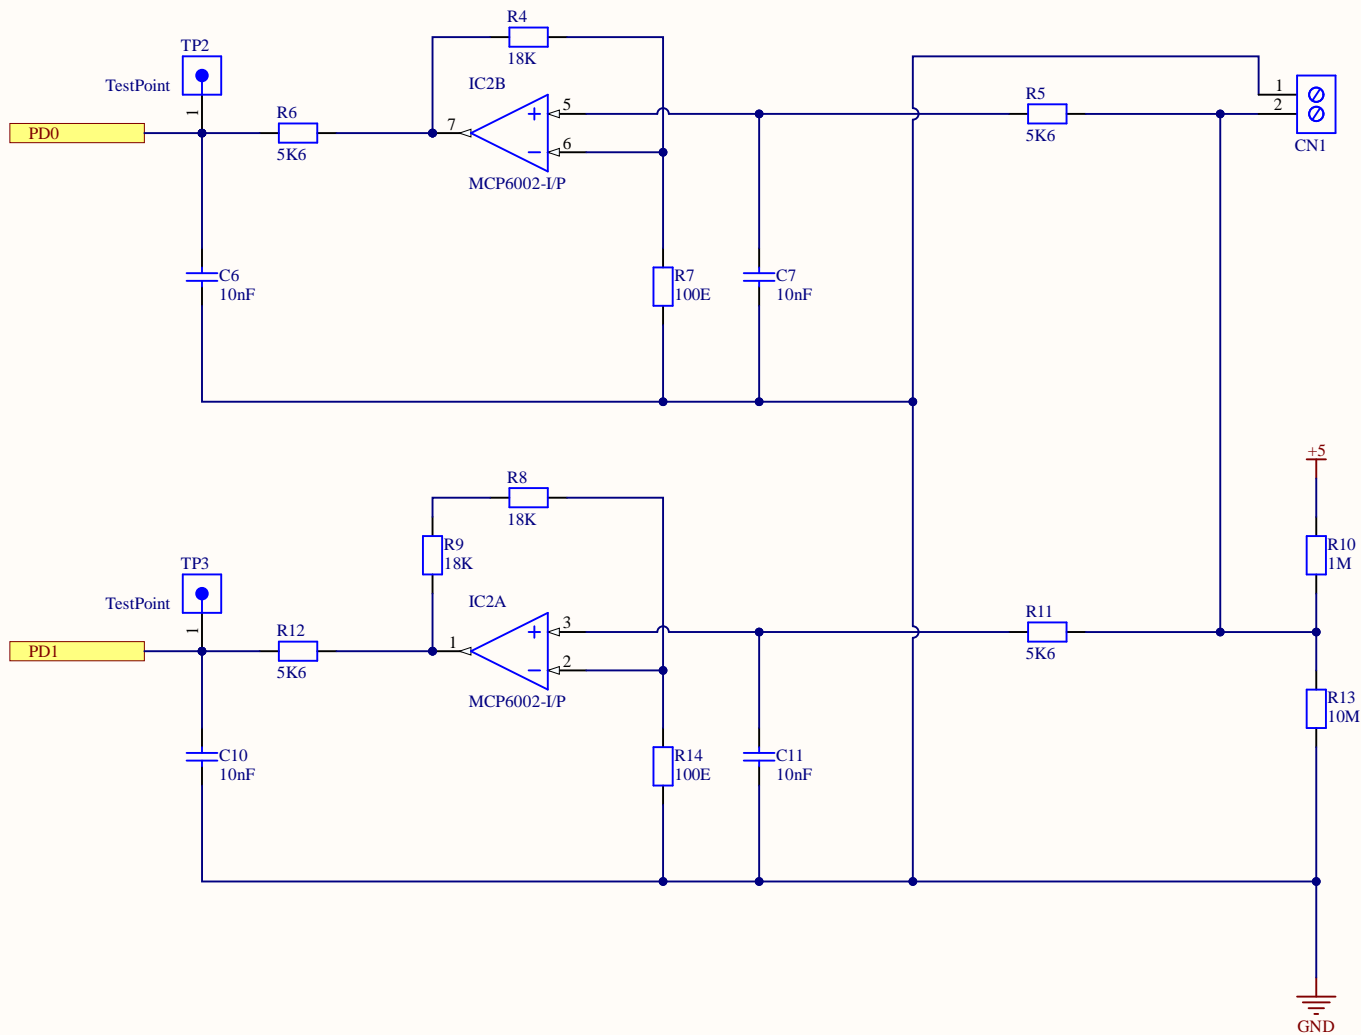 R4
18K
TP2
TestPoint
1
IC2B
5
7
6
MCP6002-I/P
R6
5K6
PD0
R5
5K6
1
2
CN1
C6
10nF
R7
100E
C7
10nF
+5
R8
18K
R9
18K
R10
1M
TP3
TestPoint
1
IC2A
3
1
2
MCP6002-I/P
R12
5K6
PD1
R11
5K6
R13
10M
C10
10nF
R14
100E
C11
10nF
GND